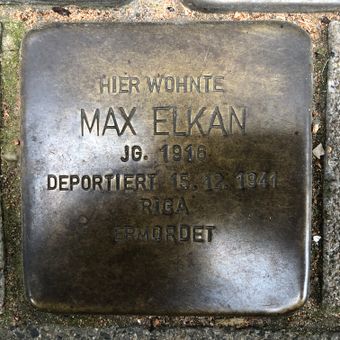 HIER WOHNTE
MAX ELKAN
JG. 1916
DEPORTIERT 15.12.1941
RIGA
ERMORDET